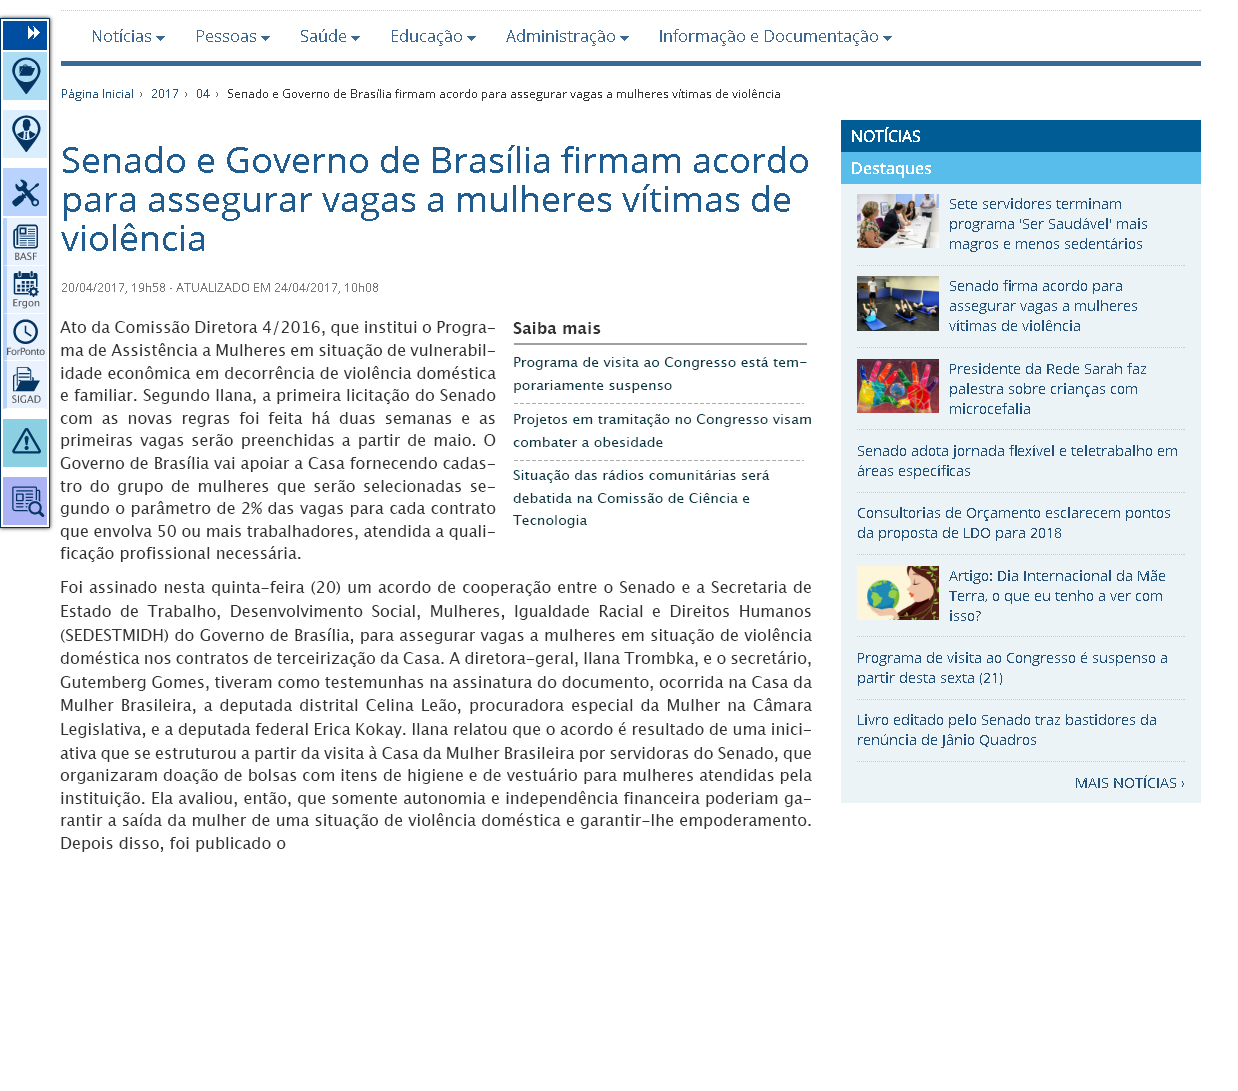 Notícias
Pessoas
Saúde
Educação
Administração
Informação e Documentação
Página Inicial › 2017 › 04 › Senado e Governo de Brasília firmam acordo para assegurar vagas a mulheres vítimas de violência
BASF
Ergon
ForPonto
SIGAD
Senado e Governo de Brasília firmam acordo
para assegurar vagas a mulheres vítimas de
violência
20/04/2017, 19h58 - ATUALIZADO EM 24/04/2017, 10h08
Ato da Comissão Diretora 4/2016, que institui o Progra-
ma de Assistência a Mulheres em situação de vulnerabil-
idade econômica em decorrência de violência doméstica
e familiar. Segundo Ilana, a primeira licitação do Senado
com as novas regras foi feita há duas semanas e as
primeiras vagas serão preenchidas a partir de maio. O
Governo de Brasília vai apoiar a Casa fornecendo cadas-
tro do grupo de mulheres que serão selecionadas se-
gundo o parâmetro de 2% das vagas para cada contrato
que envolva 50 ou mais trabalhadores, atendida a quali-
ficação profissional necessária.
Saiba mais
Programa de visita ao Congresso está tem-
porariamente suspenso
Projetos em tramitação no Congresso visam
combater a obesidade
Situação das rádios comunitárias será
debatida na Comissão de Ciência e
Tecnologia
Foi assinado nesta quinta-feira (20) um acordo de cooperação entre o Senado e a Secretaria de
Estado de Trabalho, Desenvolvimento Social, Mulheres, Igualdade Racial e Direitos Humanos
(SEDESTMIDH) do Governo de Brasília, para assegurar vagas a mulheres em situação de violência
doméstica nos contratos de terceirização da Casa. A diretora-geral, Ilana Trombka, e o secretário,
Gutemberg Gomes, tiveram como testemunhas na assinatura do documento, ocorrida na Casa da
Mulher Brasileira, a deputada distrital Celina Leão, procuradora especial da Mulher na Câmara
Legislativa, e a deputada federal Erica Kokay. Ilana relatou que o acordo é resultado de uma inici-
ativa que se estruturou a partir da visita à Casa da Mulher Brasileira por servidoras do Senado, que
organizaram doação de bolsas com itens de higiene e de vestuário para mulheres atendidas pela
instituição. Ela avaliou, então, que somente autonomia e independência financeira poderiam ga-
rantir a saída da mulher de uma situação de violência doméstica e garantir-lhe empoderamento.
Depois disso, foi publicado o
NOTÍCIAS
Destaques
Sete servidores terminam
programa 'Ser Saudável' mais
magros e menos sedentários
Senado firma acordo para
assegurar vagas a mulheres
vítimas de violência
Presidente da Rede Sarah faz
palestra sobre crianças com
microcefalia
Senado adota jornada flexível e teletrabalho em
áreas específicas
Consultorias de Orçamento esclarecem pontos
da proposta de LDO para 2018
Artigo: Dia Internacional da Mãe
Terra, o que eu tenho a ver com
isso?
Programa de visita ao Congresso é suspenso a
partir desta sexta (21)
Livro editado pelo Senado traz bastidores da
renúncia de Jânio Quadros
MAIS NOTÍCIAS ›